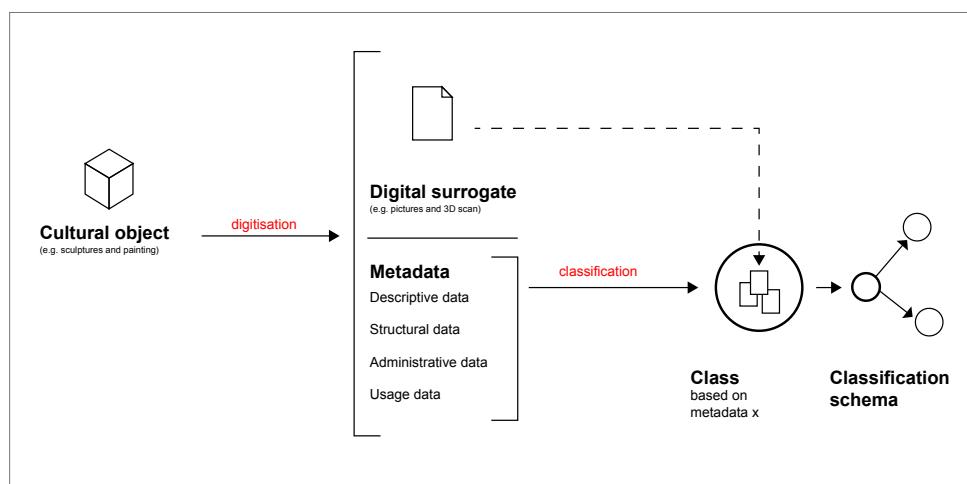 Cultural object
(e.g. sculptures and painting)
digitisation
Digital surrogate
(e.g. pictures and 3D scan)
Metadata
Descriptive data
Structural data
Administrative data
Usage data
classification
Class
based on
metadata x
Classification
schema